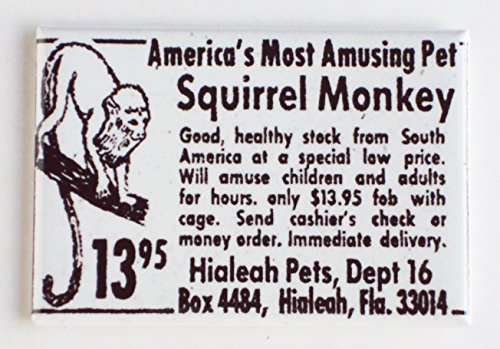 America's Most Amusing Pet
Squirrel Monkey
Good, healthy stock from South
America at a special low price.
Will amuse children and adults
for hours. only $13.95 fob with
cage. Send cashier's check or
money order. Immediate delivery.
13.95
Hialeah Pets, Dept 16
Box 4484, Hialeah, Fla. 33014